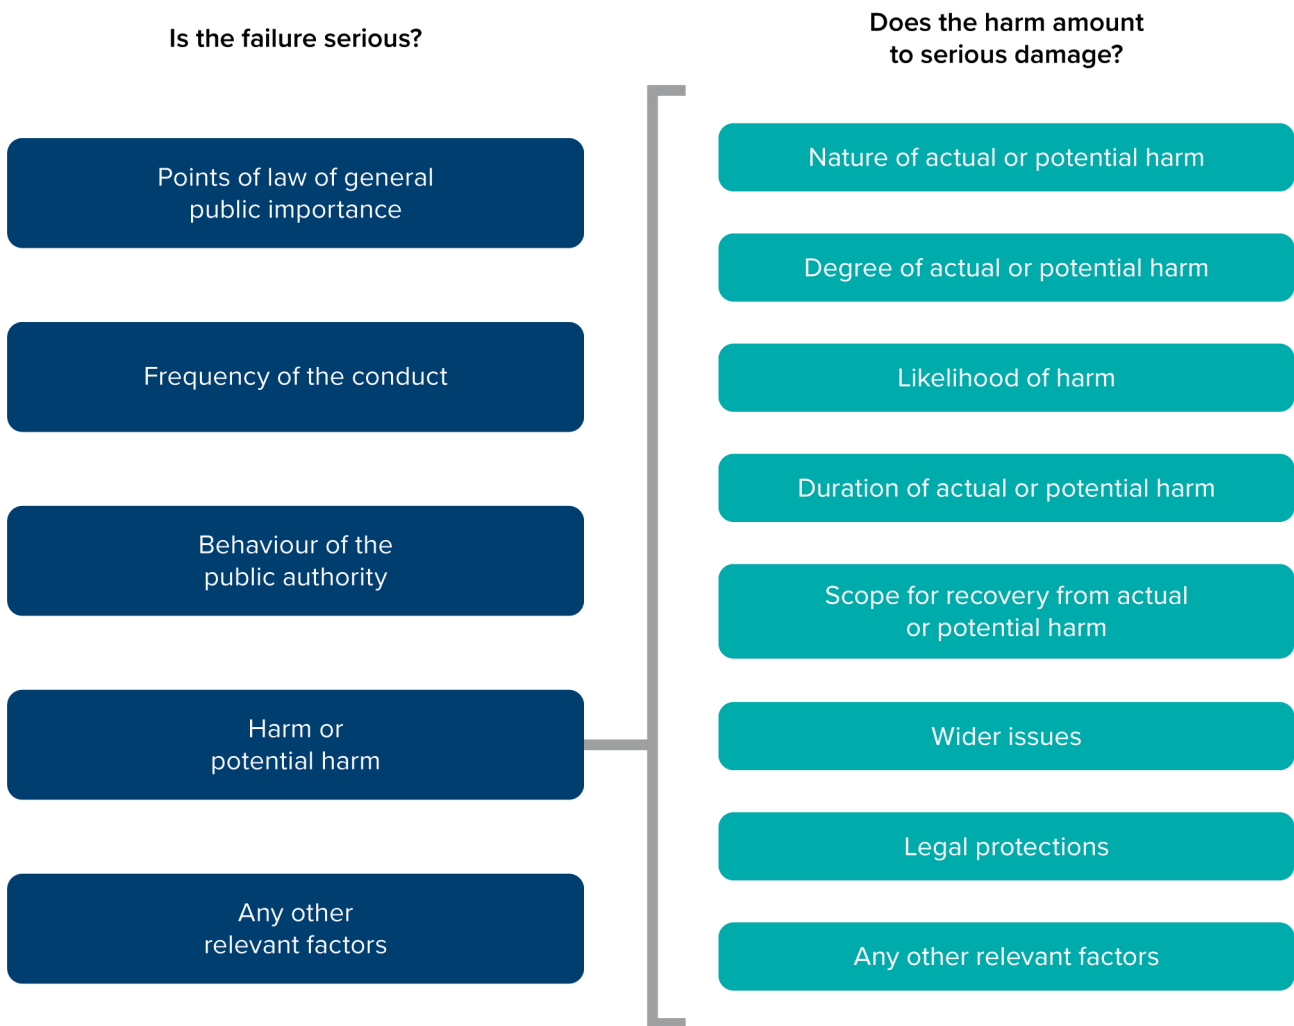 Is the failure serious?
Points of law of general
public importance
Frequency of the conduct
Behaviour of the
public authority
Harm or
potential harm
Any other
relevant factors
Does the harm amount
to serious damage?
Nature of actual or potential harm
Degree of actual or potential harm
Likelihood of harm
Duration of actual or potential harm
Scope for recovery from actual
or potential harm
Wider issues
Legal protections
Any other relevant factors